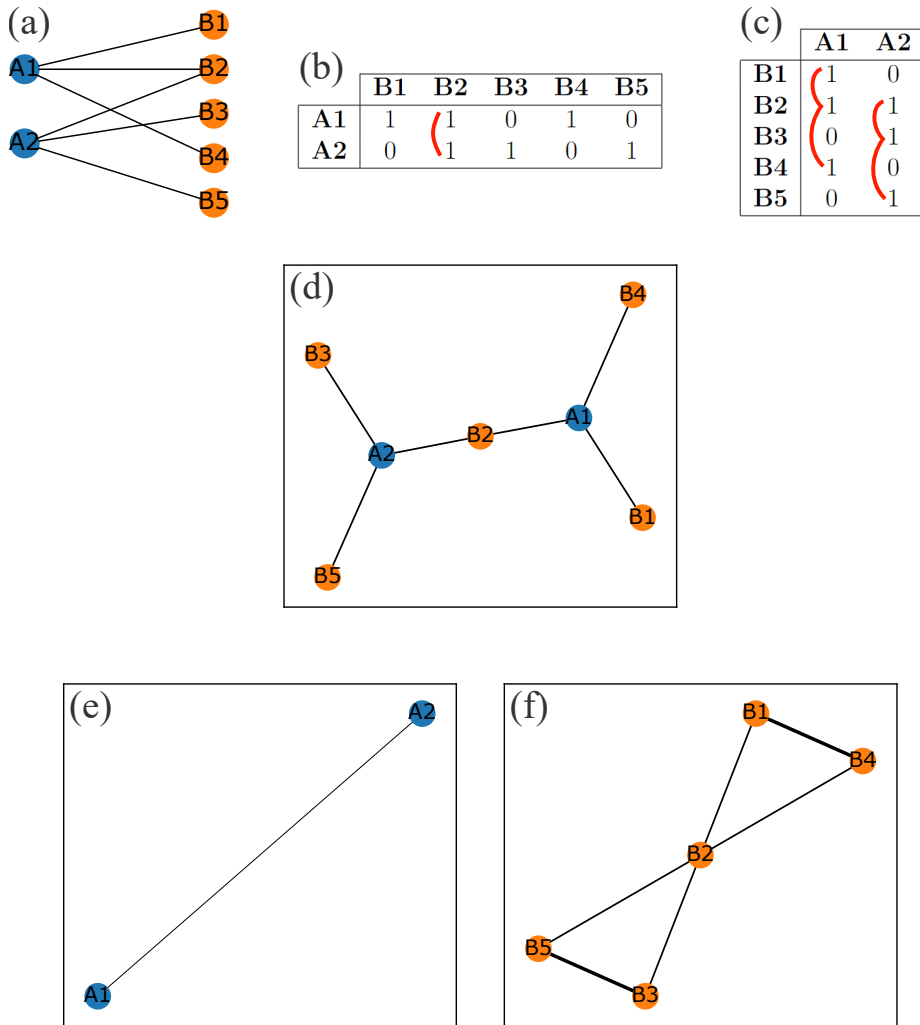 (a)
A1
A2
B1
B2
B3
B4
B5
(b)
B1 B2 B3 B4 B5
A1 1 1 0 1 0
A2 0 1 1 0 1
(c)
A1 A2
B1 1 0
B2 1 1
B3 0 1
B4 1 0
B5 0 1
(d)
B4
B3
A1
B2
A2
B1
B5
(e)
A2
A1
(f)
B1
B4
B2
B5
B3